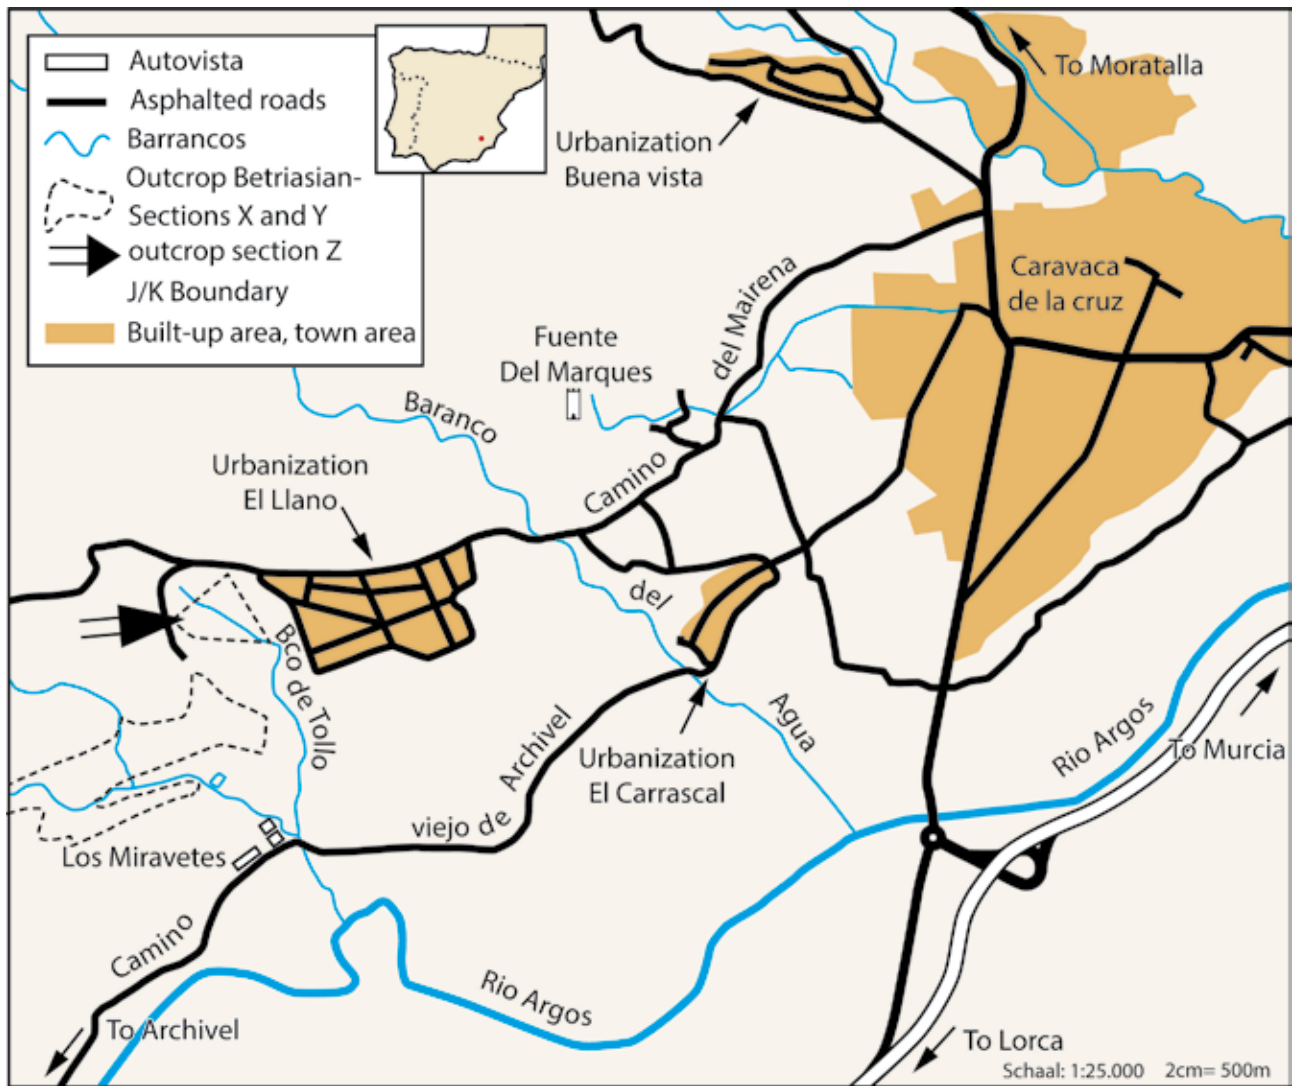 Autovista
Asphalted roads
Barrancos
Outcrop Betriasian-
Sections X and Y
outcrop section Z
J/K Boundary
Built-up area, town area
To Moratalla
Urbanization
Buena vista
Caravaca
de la cruz
del Mairena
Fuente
Del Marques
Baranco
Camino
Urbanization
El Llano
del
Bco de Tollo
Agua
Archivel
Urbanization
El Carrascal
Rio Argos
To Murcia
viejo de
Los Miravetes
Camino
Rio Argos
To Archivel
To Lorca
Schaal: 1:25.000 2cm= 500m